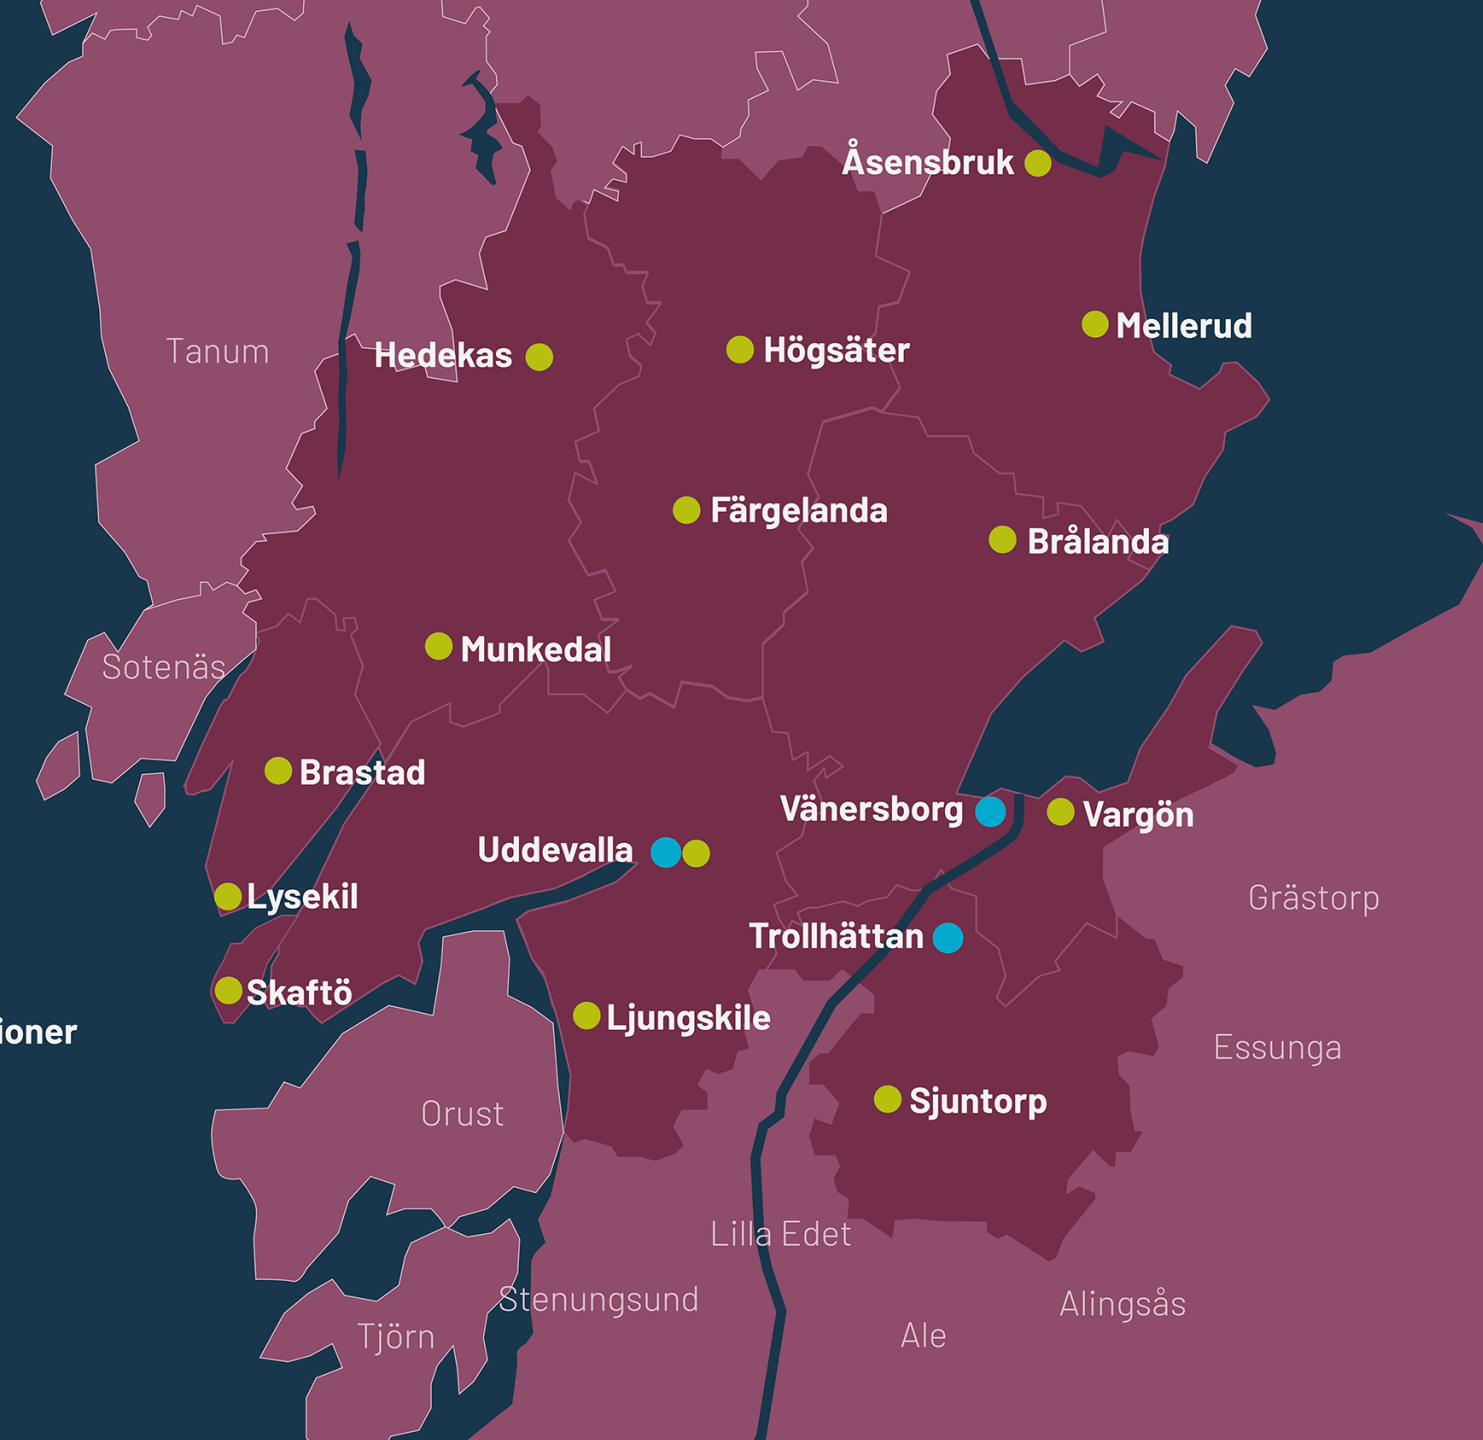 Åsensbruk
Mellerud
Tanum
Hedekas
Högsäter
Färgelanda
Brålanda
Munkedal
Sotenäs
Brastad
Vänersborg
Vargön
Uddevalla
Lysekil
Grästorp
Trollhättan
Skaftö
Ljungskile
ioner
Essunga
Orust
Sjuntorp
Lilla Edet
Stenungsund
Alingsås
Tjörn
Ale